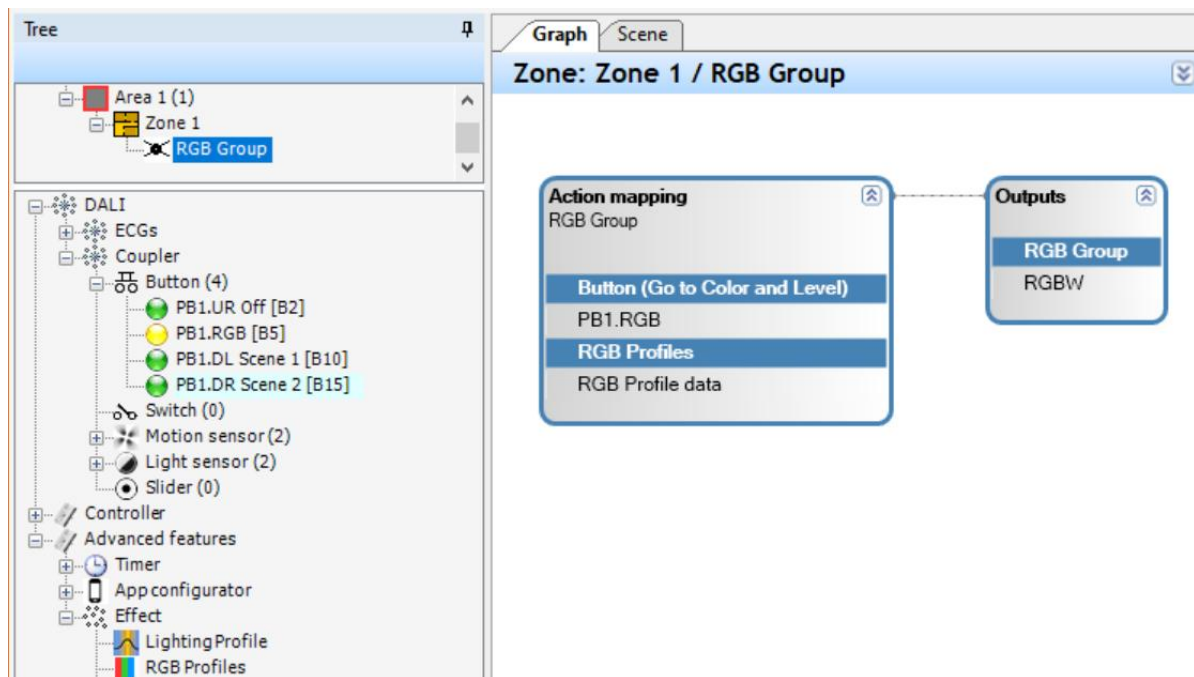 Tree
Area 1 (1)
Zone 1
RGB Group
DALI
ECGs
Coupler
Button (4)
PB1.UR Off [B2]
PB1.RGB [B5]
PB1.DL Scene 1 [B10]
PB1.DR Scene 2 [B15]
Switch (0)
Motion sensor (2)
Light sensor (2)
Slider (0)
Controller
Advanced features
Timer
App configurator
Effect
Lighting Profile
RGB Profiles
Graph
Scene
Zone: Zone 1 / RGB Group
Action mapping
RGB Group
Button (Go to Color and Level)
PB1.RGB
RGB Profiles
RGB Profile data
Outputs
RGB Group
RGBW